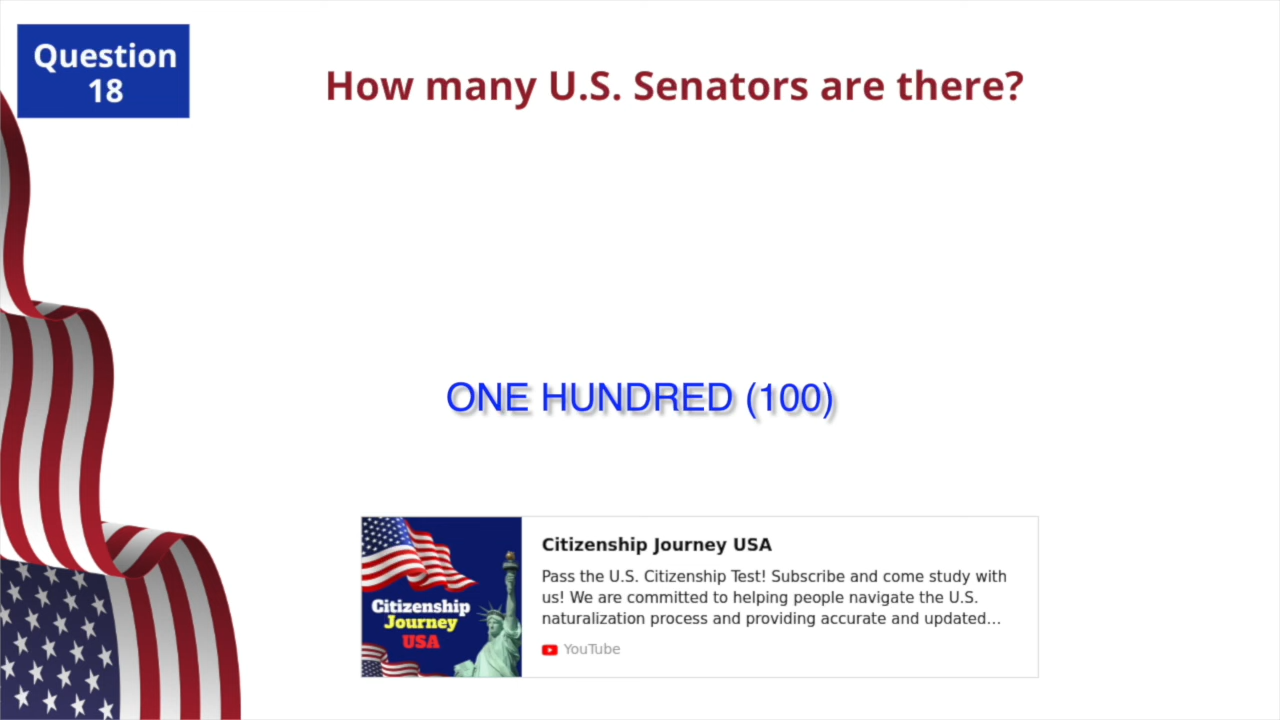 Question
18
How many U.S. Senators are there?
ONE HUNDRED (100)
Citizenship
Journey
USA
Citizenship Journey USA
Pass the U.S. Citizenship Test! Subscribe and come study with
us! We are committed to helping people navigate the U.S.
naturalization process and providing accurate and updated...
YouTube